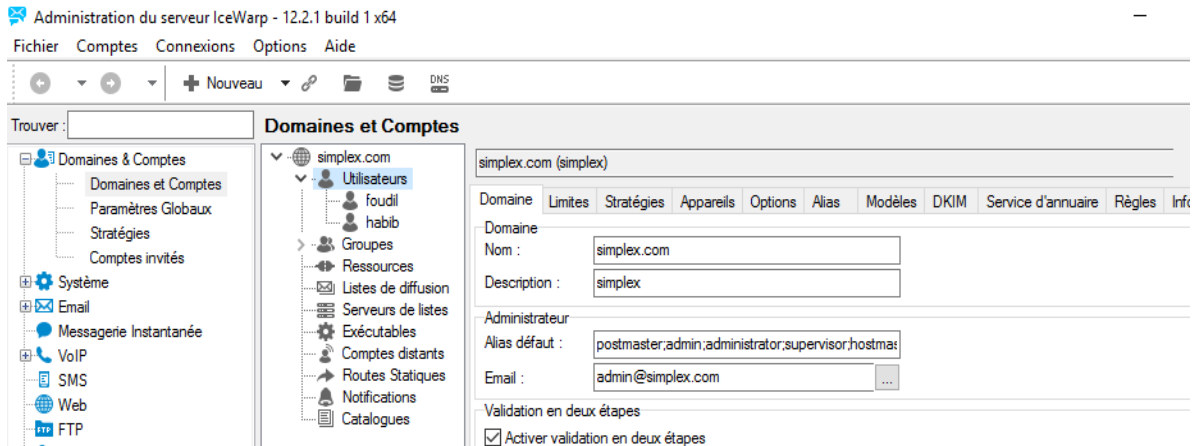 Administration du serveur IceWarp - 12.2.1 build 1 x64
Fichier Comptes Connexions Options Aide
Nouveau DNS
Trouver :
Domaines & Comptes
Domaines et Comptes
Paramètres Globaux
Stratégies
Comptes invités
Système
Email
Messagerie Instantanée
VoIP
SMS
Web
FTP
Domaines et Comptes
simplex.com
Utilisateurs
foudil
habib
Groupes
Ressources
Listes de diffusion
Serveurs de listes
Exécutables
Comptes distants
Routes Statiques
Notifications
Catalogues
simplex.com (simplex)
Domaine Limites Stratégies Appareils Options Alias Modèles DKIM Service d'annuaire Règles Info
Domaine
Nom : simplex.com
Description : simplex
Administrateur
Alias défaut : postmaster;admin;administrator;supervisor;hostmas
Email : admin@simplex.com ...
Validation en deux étapes
Activer validation en deux étapes